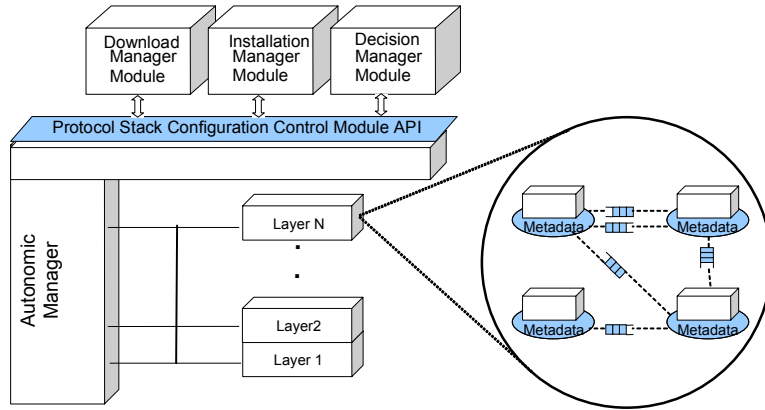 Download
Manager
Module
Installation
Manager
Module
Decision
Manager
Module
Protocol Stack Configuration Control Module API
Autonomic
Manager
Layer N
Layer2
Layer 1
Metadata
Metadata
Metadata
Metadata